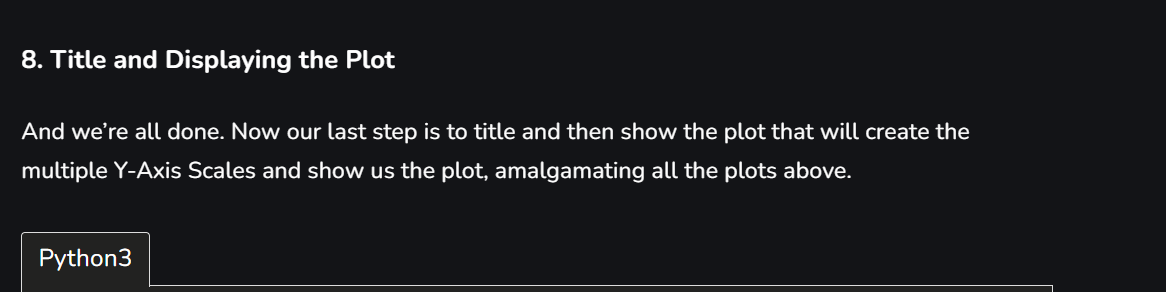 8. Title and Displaying the Plot
And we’re all done. Now our last step is to title and then show the plot that will create the
multiple Y-Axis Scales and show us the plot, amalgamating all the plots above.
Python3